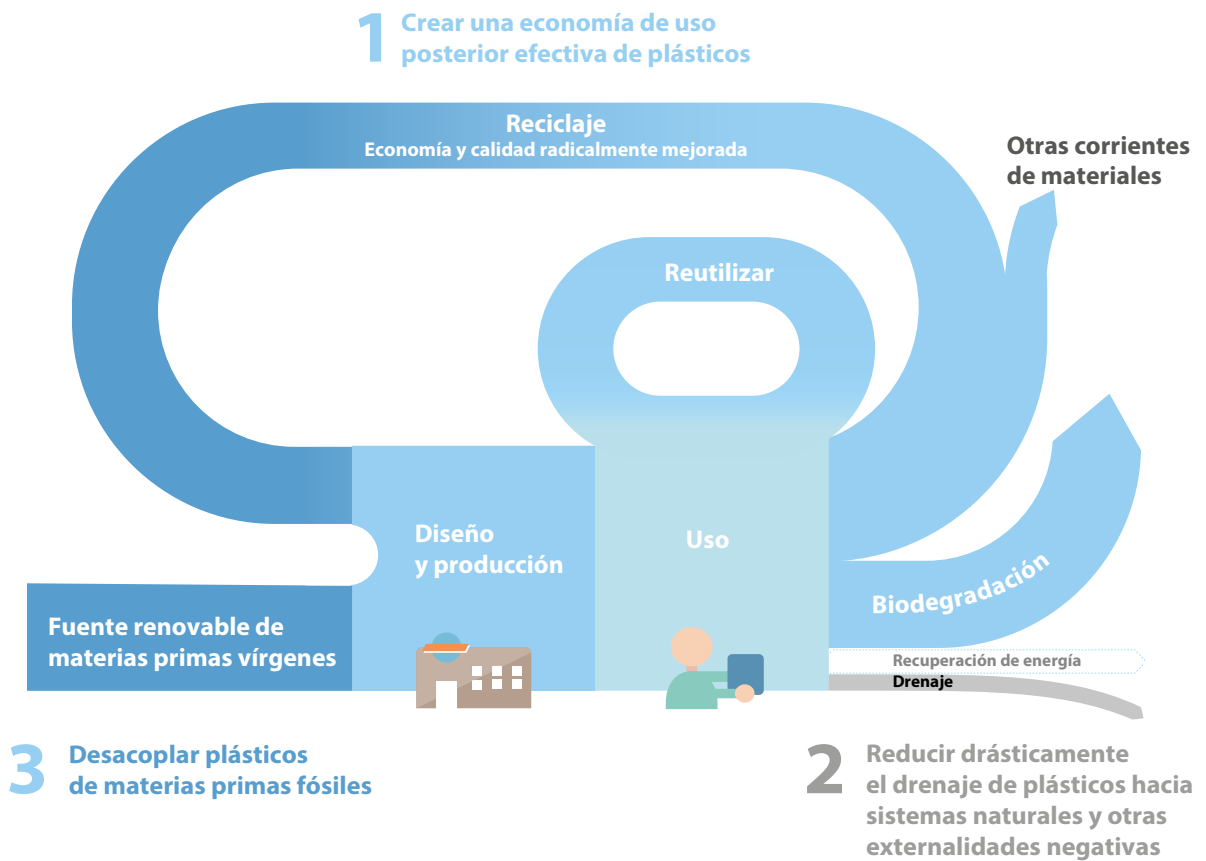 1 Crear una economía de uso
posterior efectiva de plásticos
Reciclaje
Economía y calidad radicalmente mejorada
Otras corrientes
de materiales
Reutilizar
Diseño
y producción
Uso
Biodegradación
Fuente renovable de
materias primas vírgenes
Recuperación de energía
Drenaje
3 Desacoplar plásticos
de materias primas fósiles
2 Reducir drásticamente
el drenaje de plásticos hacia
sistemas naturales y otras
externalidades negativas